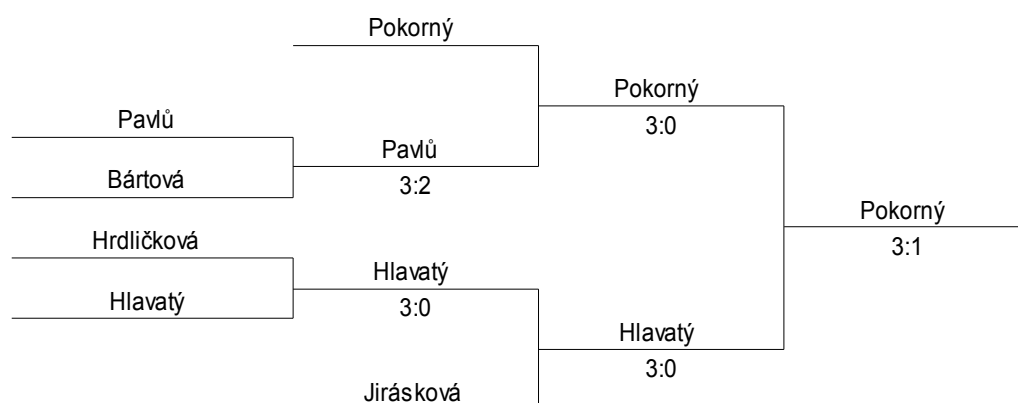 Pokorný
Pokorný
3:0
Pavlů
Pavlů
3:2
Bártová
Pokorný
3:1
Hrdličková
Hlavatý
3:0
Hlavatý
Hlavatý
3:0
Jirásková